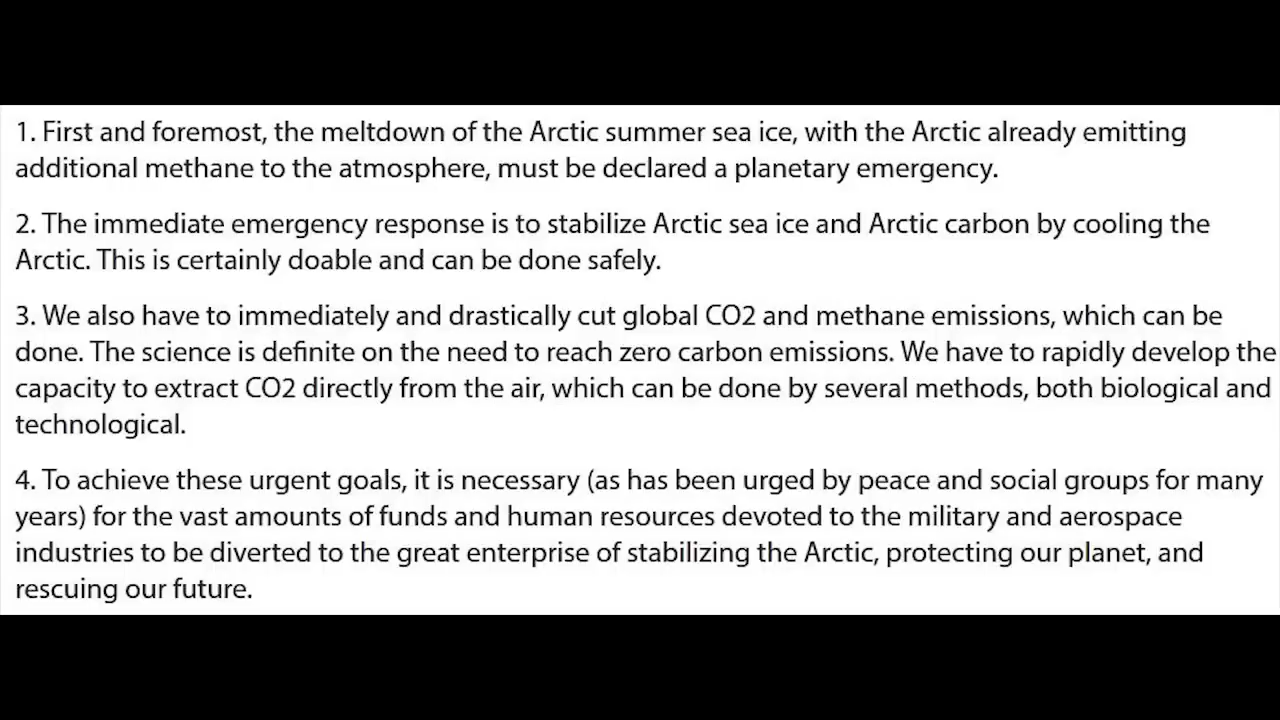 1. First and foremost, the meltdown of the Arctic summer sea ice, with the Arctic already emitting
additional methane to the atmosphere, must be declared a planetary emergency.
2. The immediate emergency response is to stabilize Arctic sea ice and Arctic carbon by cooling the
Arctic. This is certainly doable and can be done safely.
3. We also have to immediately and drastically cut global CO2 and methane emissions, which can be
done. The science is definite on the need to reach zero carbon emissions. We have to rapidly develop the
capacity to extract CO2 directly from the air, which can be done by several methods, both biological and
technological.
4. To achieve these urgent goals, it is necessary (as has been urged by peace and social groups for many
years) for the vast amounts of funds and human resources devoted to the military and aerospace
industries to be diverted to the great enterprise of stabilizing the Arctic, protecting our planet, and
rescuing our future.